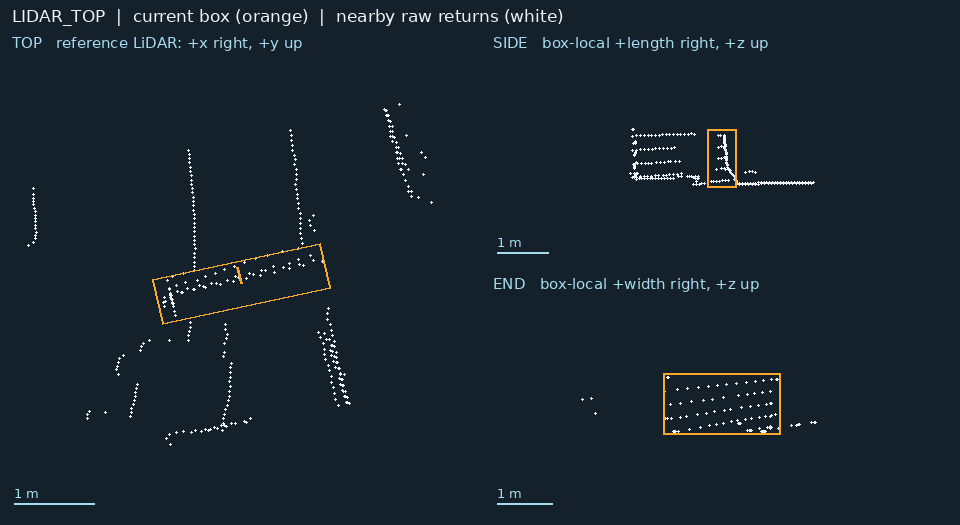 LIDAR_TOP | current box (orange) | nearby raw returns (white)
TOP reference LiDAR: +x right, +y up
SIDE box-local +length right, +z up
1 m
END box-local +width right, +z up
1 m
1 m